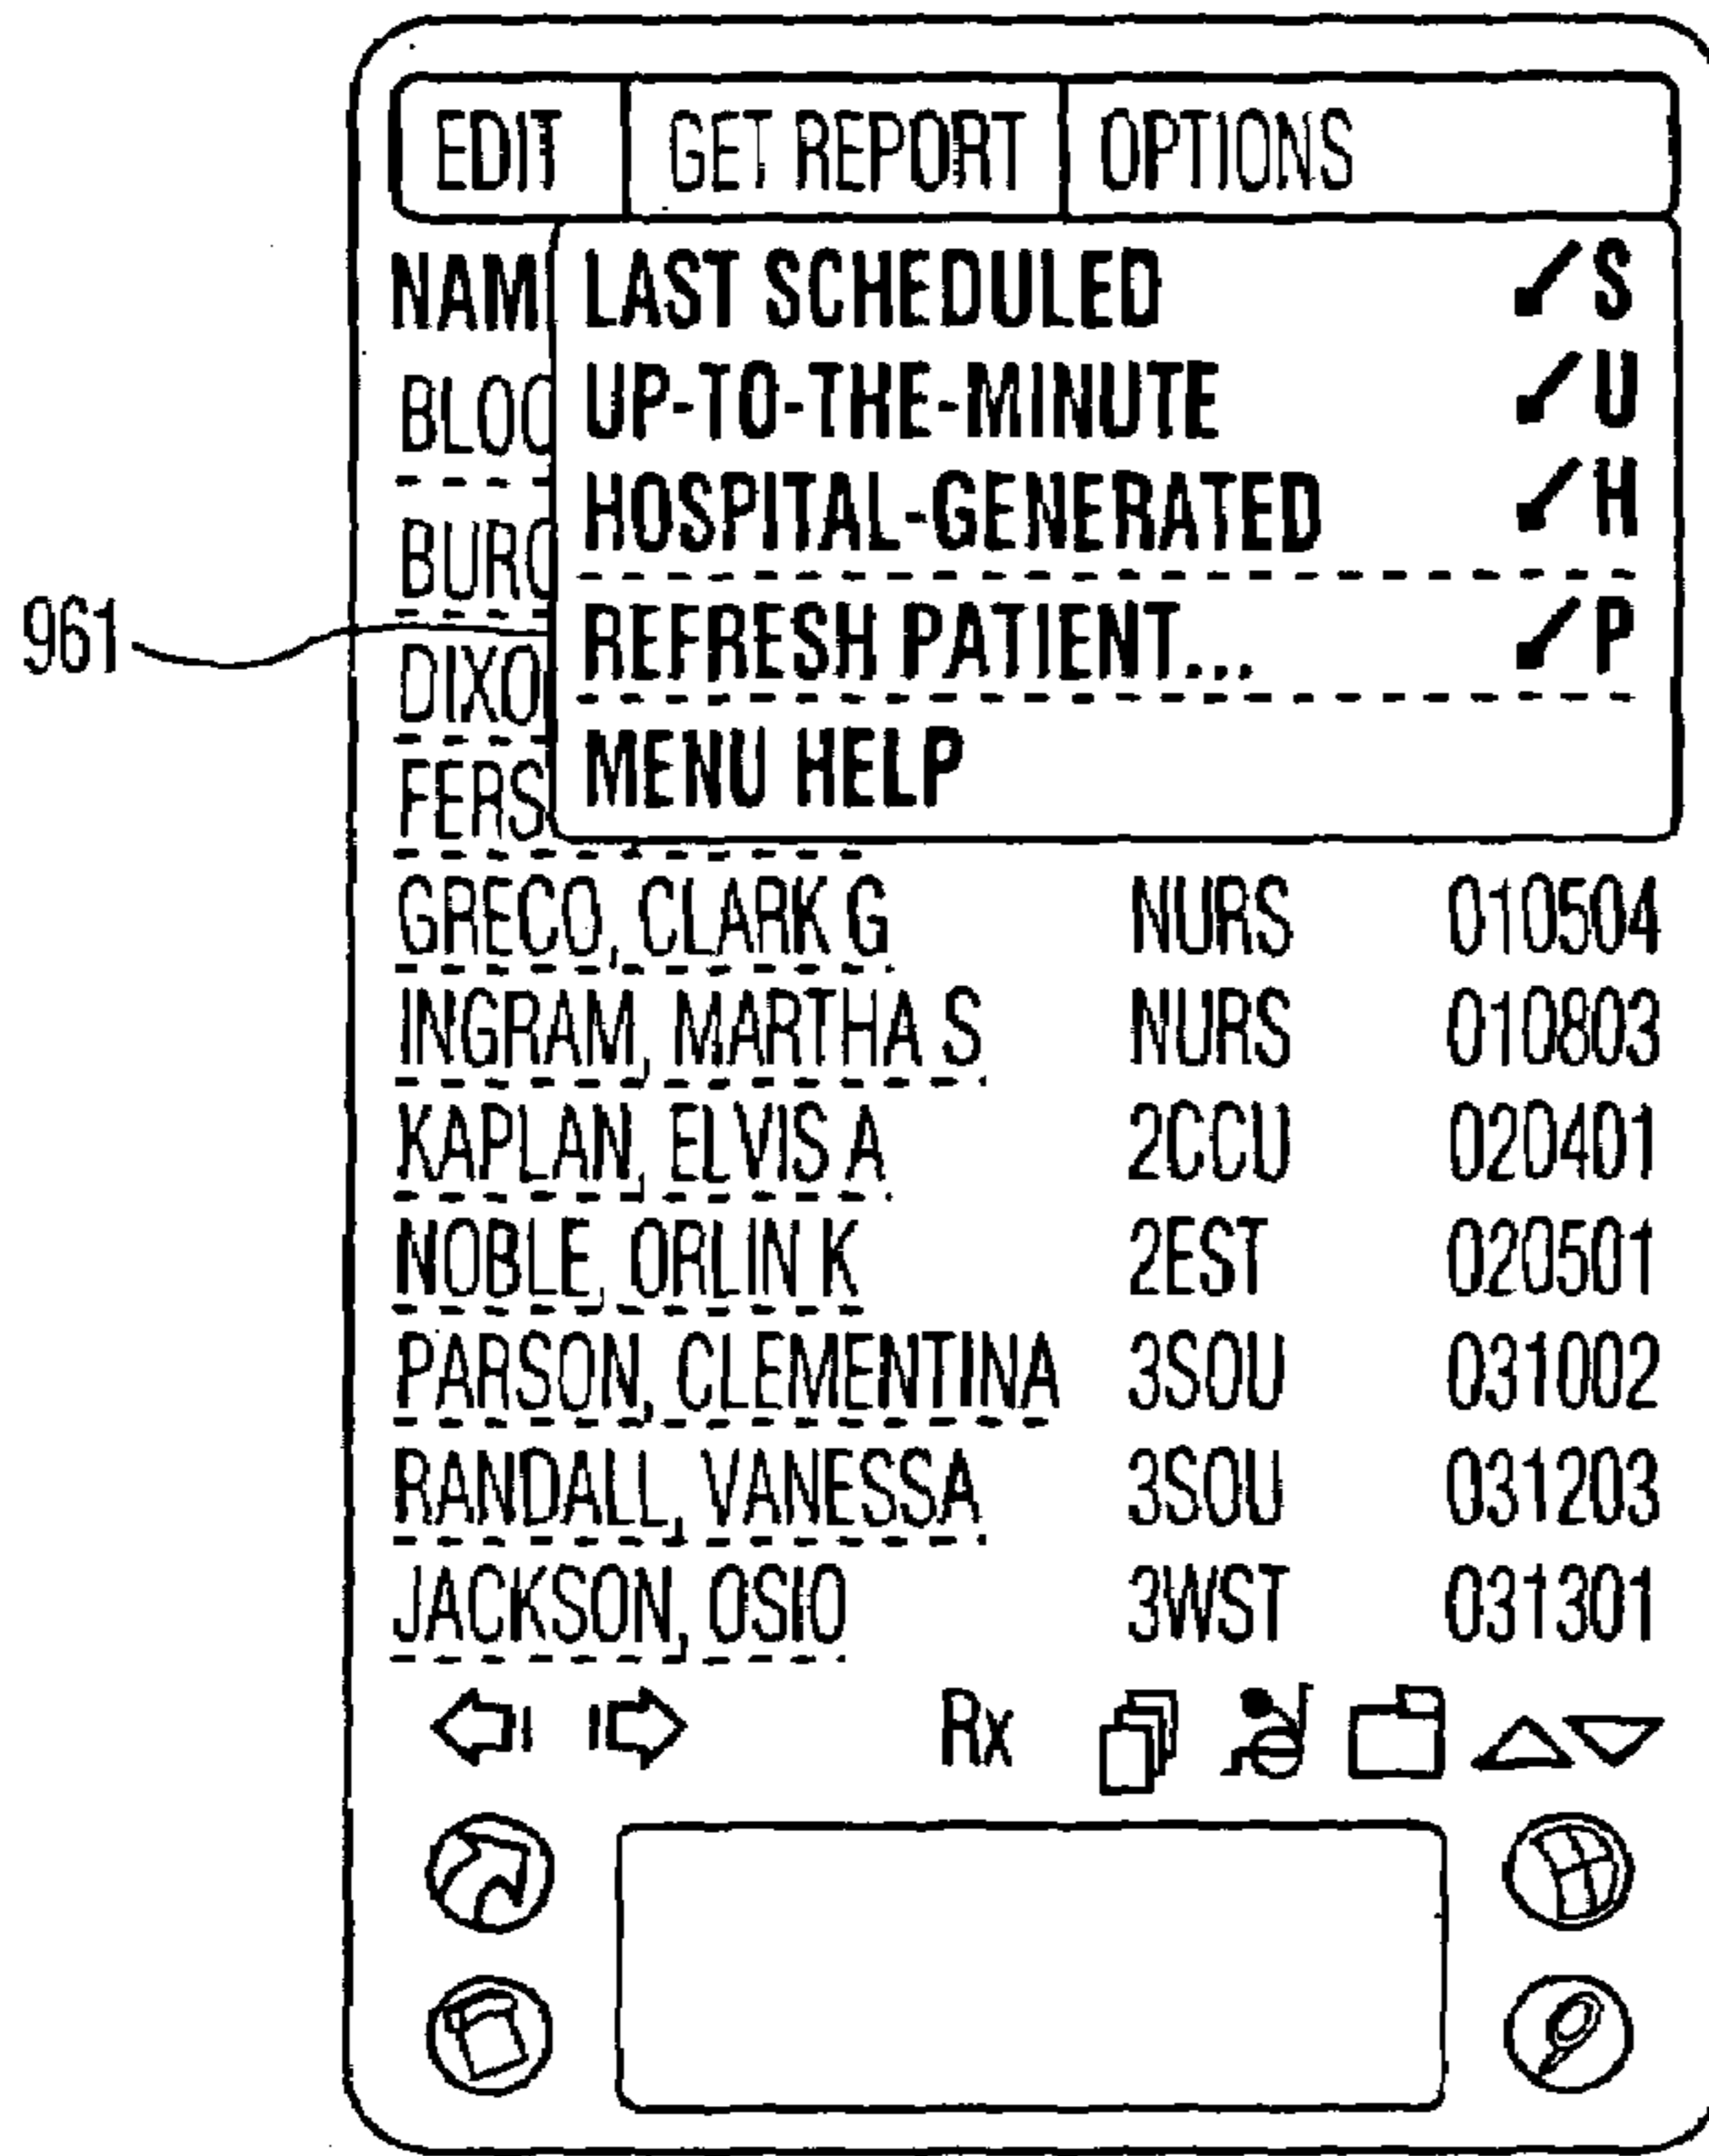 EDIT GET REPORT OPTIONS
NAM LAST SCHEDULED S
BLOC UP-TO-THE-MINUTE U
HOSPITAL-GENERATED H
BURC
961 REFRESH PATIENT... P
DIXO
MENU HELP
FERS
GRECO, CLARK G NURS 010504
INGRAM, MARTHA S NURS 010803
KAPLAN, ELVIS A 2CCU 020401
NOBLE, ORLIN K 2EST 020501
PARSON, CLEMENTINA 3SOU 031002
RANDALL, VANESSA 3SOU 031203
JACKSON, OSIO 3WST 031301
Rx